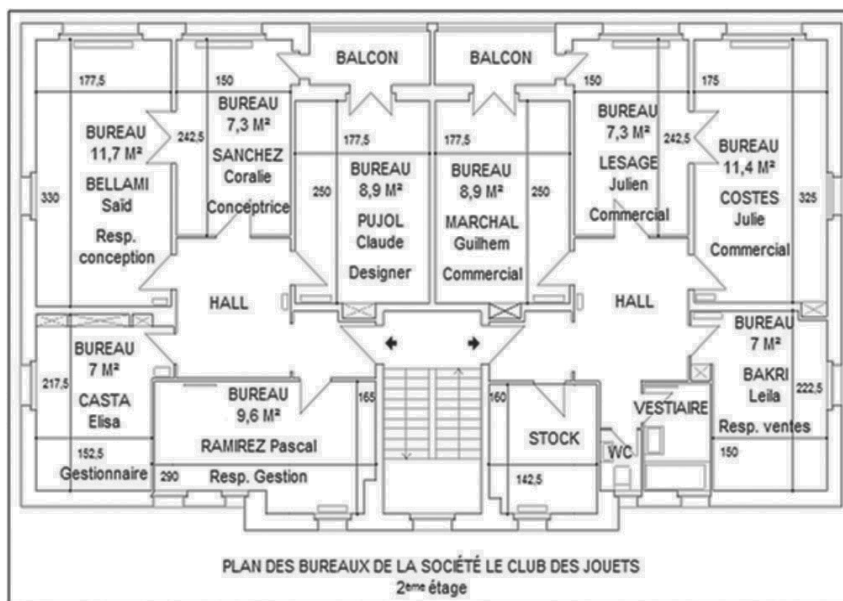 BALCON
BALCON
177,5
150
150
175
BUREAU
11,7 M²
BELLAMI
Saïd
Resp.
conception
330
BUREAU
7,3 M²
SANCHEZ
Coralie
Conceptrice
242,5
177,5
BUREAU
8,9 M²
PUJOL
Claude
Designer
250
177,5
BUREAU
8,9 M²
MARCHAL
Guilhem
Commercial
250
BUREAU
7,3 M²
LESAGE
Julien
Commercial
242,5
BUREAU
11,4 M²
COSTES
Julie
Commercial
325
HALL
HALL
BUREAU
7 M²
CASTA
Elisa
Gestionnaire
217,5
152,5
BUREAU
9,6 M²
RAMIREZ Pascal
Resp. Gestion
165
290
160
STOCK
142,5
WC
VESTIAIRE
BUREAU
7 M²
BAKRI
Leila
Resp. ventes
222,5
150
PLAN DES BUREAUX DE LA SOCIÉTÉ LE CLUB DES JOUETS
2ème étage